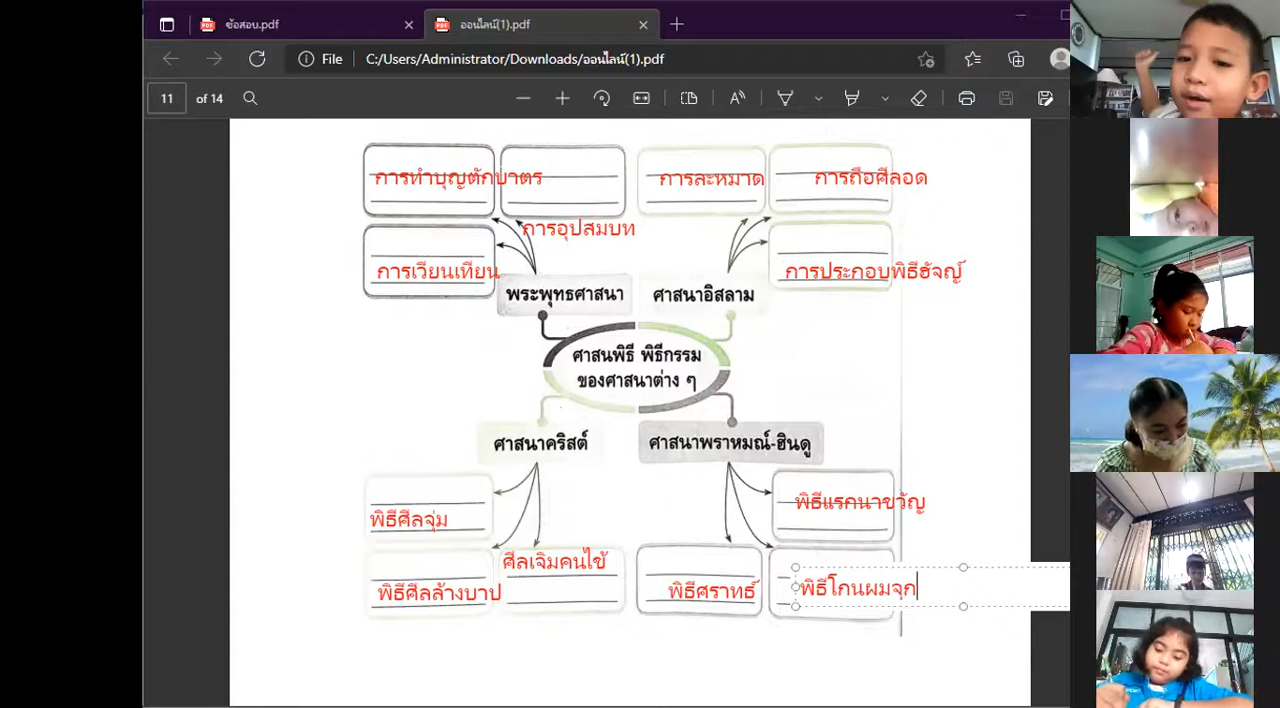 ข้อสอบ.pdf
ออนไลน์(1).pdf
File
C:/Users/Administrator/Downloads/ออนไลน์(1).pdf
11 of 14
การทำบุญตักบาตร
การละหมาด
การถือศีลอด
การอุปสมบท
การเวียนเทียน
การประกอบพิธีฮัจญ์
พระพุทธศาสนา
ศาสนาอิสลาม
ศาสนพิธี พิธีกรรม
ของศาสนาต่าง ๆ
ศาสนาคริสต์
ศาสนาพราหมณ์-ฮินดู
พิธีแรกนาขวัญ
พิธีศีลจุ่ม
ศีลเจิมคนไข้
พิธีศีลล้างบาป
พิธีศราทธ์
พิธีโกนผมจุก